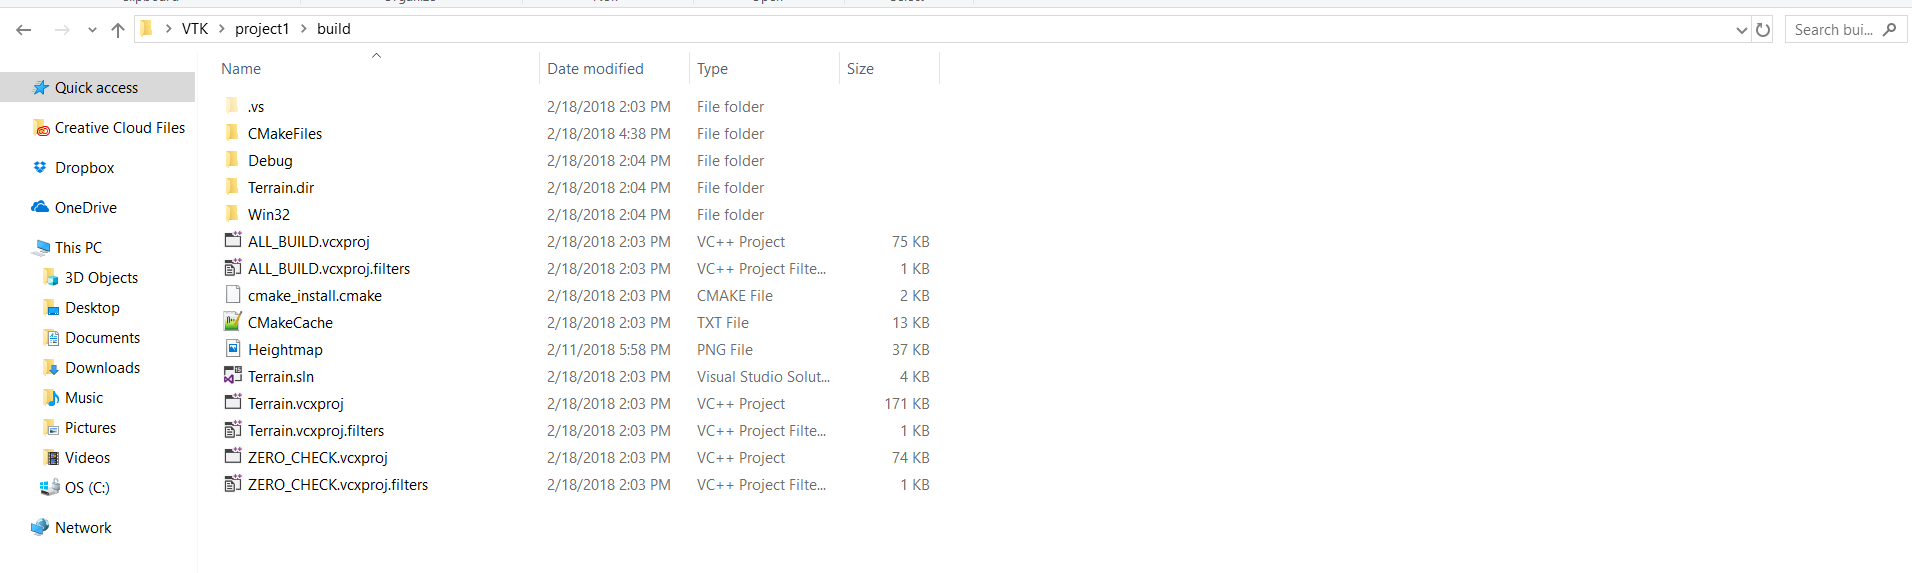 Clipboard Organize New Open Select
VTK project1 build Search bui...
Name Date modified Type Size
Quick access
Creative Cloud Files
Dropbox
OneDrive
This PC
3D Objects
Desktop
Documents
Downloads
Music
Pictures
Videos
OS (C:)
Network
.vs 2/18/2018 2:03 PM File folder
CMakeFiles 2/18/2018 4:38 PM File folder
Debug 2/18/2018 2:04 PM File folder
Terrain.dir 2/18/2018 2:04 PM File folder
Win32 2/18/2018 2:04 PM File folder
ALL_BUILD.vcxproj 2/18/2018 2:03 PM VC++ Project 75 KB
ALL_BUILD.vcxproj.filters 2/18/2018 2:03 PM VC++ Project Filte... 1 KB
cmake_install.cmake 2/18/2018 2:03 PM CMAKE File 2 KB
CMakeCache 2/18/2018 2:03 PM TXT File 13 KB
Heightmap 2/11/2018 5:58 PM PNG File 37 KB
Terrain.sln 2/18/2018 2:03 PM Visual Studio Solut... 4 KB
Terrain.vcxproj 2/18/2018 2:03 PM VC++ Project 171 KB
Terrain.vcxproj.filters 2/18/2018 2:03 PM VC++ Project Filte... 1 KB
ZERO_CHECK.vcxproj 2/18/2018 2:03 PM VC++ Project 74 KB
ZERO_CHECK.vcxproj.filters 2/18/2018 2:03 PM VC++ Project Filte... 1 KB